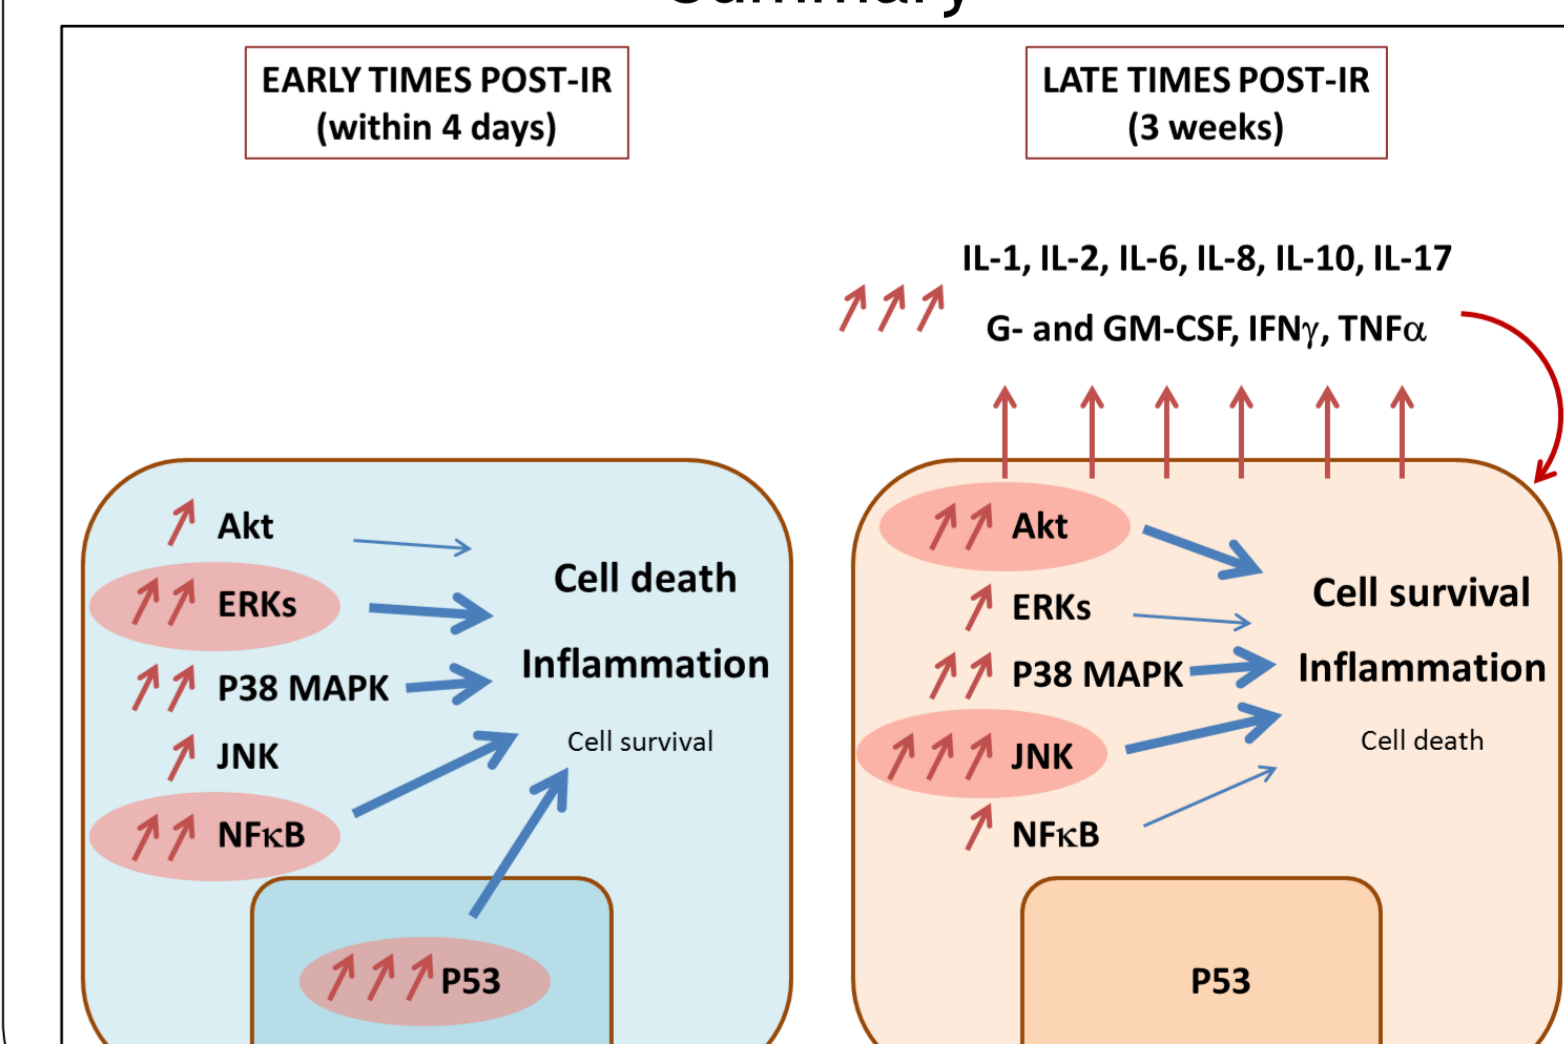 Summary
EARLY TIMES POST-IR
(within 4 days)
LATE TIMES POST-IR
(3 weeks)
IL-1, IL-2, IL-6, IL-8, IL-10, IL-17
G- and GM-CSF, IFNγ, TNFα
Akt
ERKs
P38 MAPK
JNK
NFκB
Cell death
Inflammation
Cell survival
P53
Akt
ERKs
P38 MAPK
JNK
NFκB
Cell survival
Inflammation
Cell death
P53